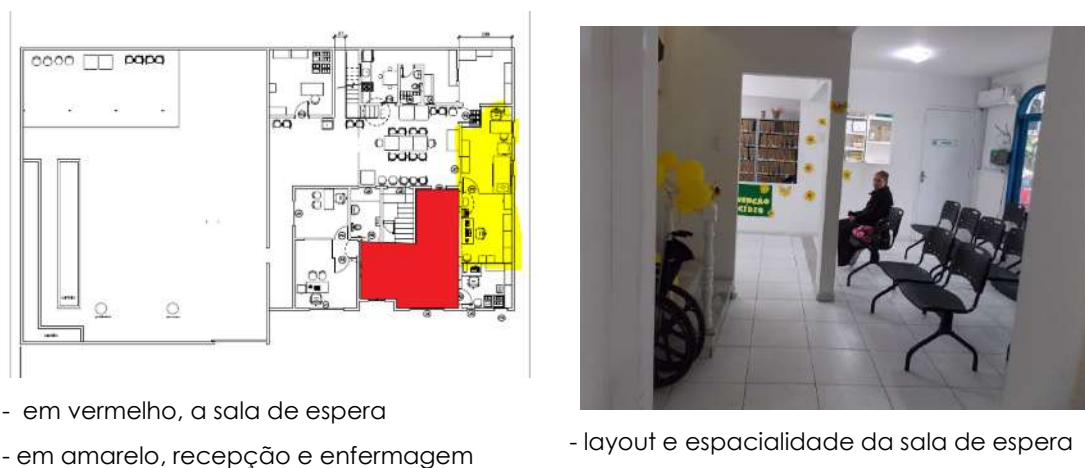 - em vermelho, a sala de espera
- em amarelo, recepção e enfermagem
- layout e espacialidade da sala de espera